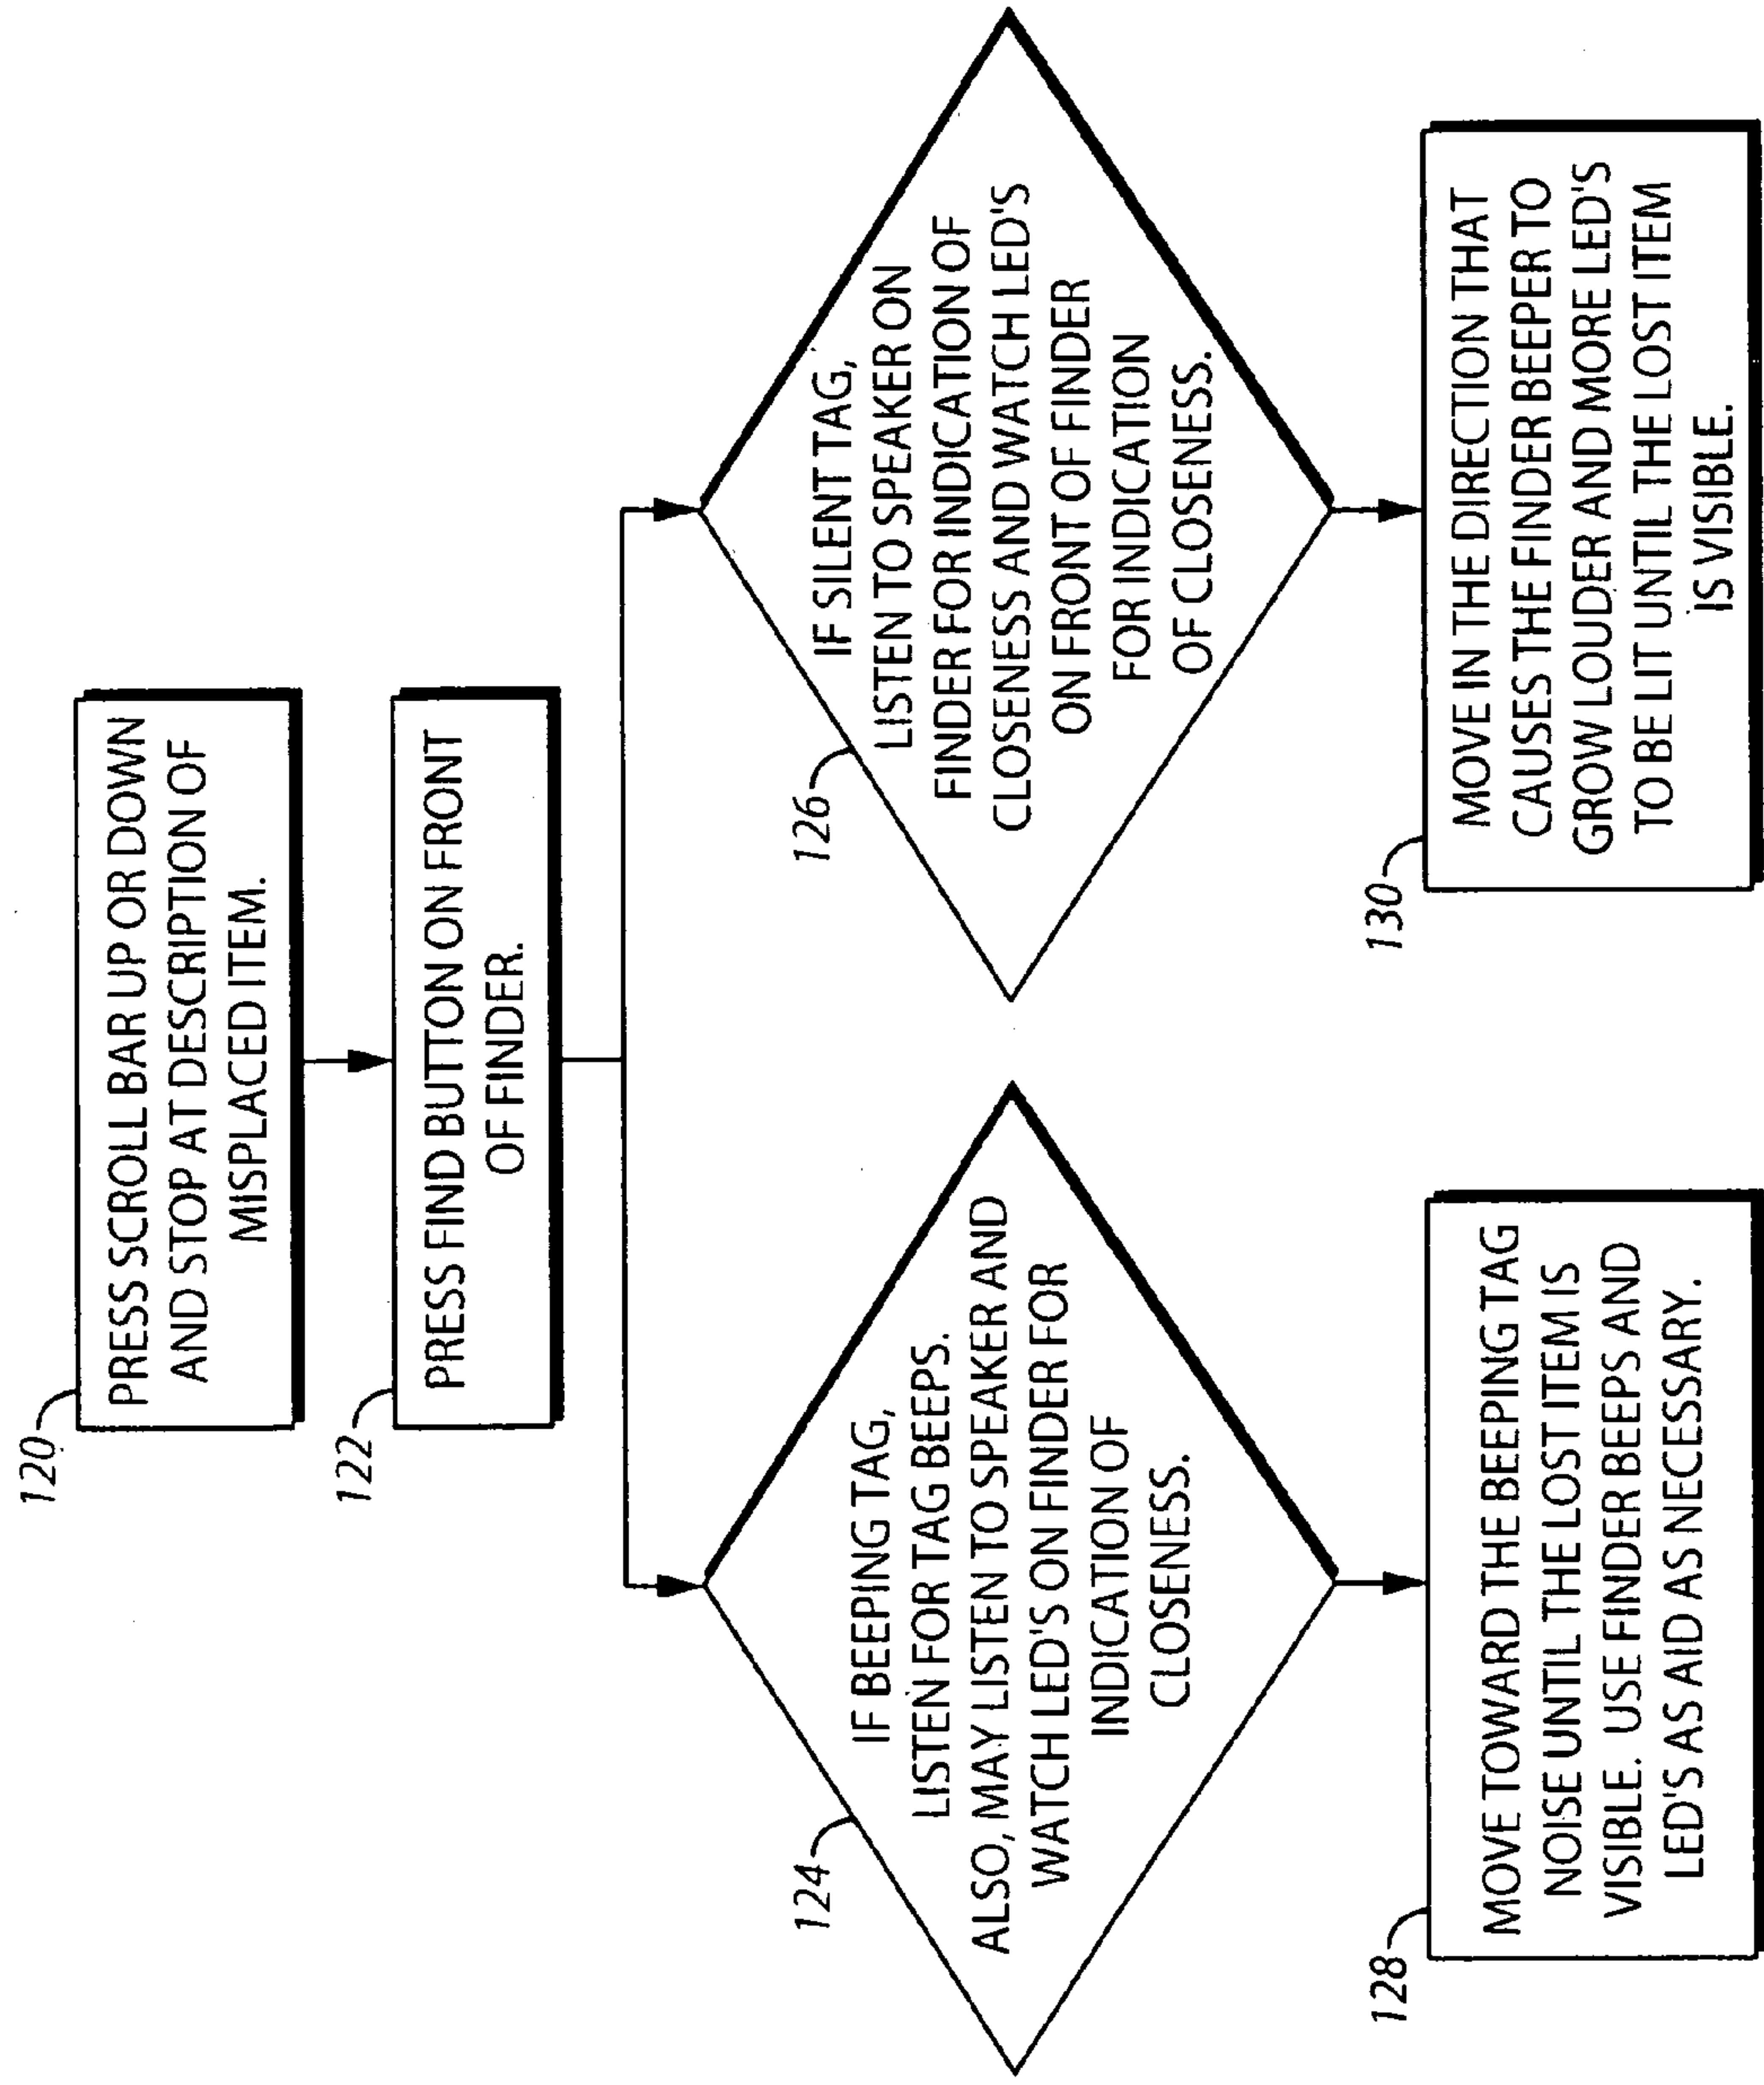 120
PRESS SCROLL BAR UP OR DOWN
AND STOP AT DESCRIPTION OF
MISPLACED ITEM.
122
PRESS FIND BUTTON ON FRONT
OF FINDER.
124
IF BEEPING TAG,
LISTEN FOR TAG BEEPS.
ALSO, MAY LISTEN TO SPEAKER AND
WATCH LED'S ON FINDER FOR
INDICATION OF
CLOSENESS.
126
IF SILENT TAG,
LISTEN TO SPEAKER ON
FINDER FOR INDICATION OF
CLOSENESS AND WATCH LED'S
ON FRONT OF FINDER
FOR INDICATION
OF CLOSENESS.
128
MOVE TOWARD THE BEEPING TAG
NOISE UNTIL THE LOST ITEM IS
VISIBLE. USE FINDER BEEPS AND
LED'S AS AID AS NECESSARY.
130
MOVE IN THE DIRECTION THAT
CAUSES THE FINDER BEEPER TO
GROW LOUDER AND MORE LED'S
TO BE LIT UNTIL THE LOST ITEM
IS VISIBLE.